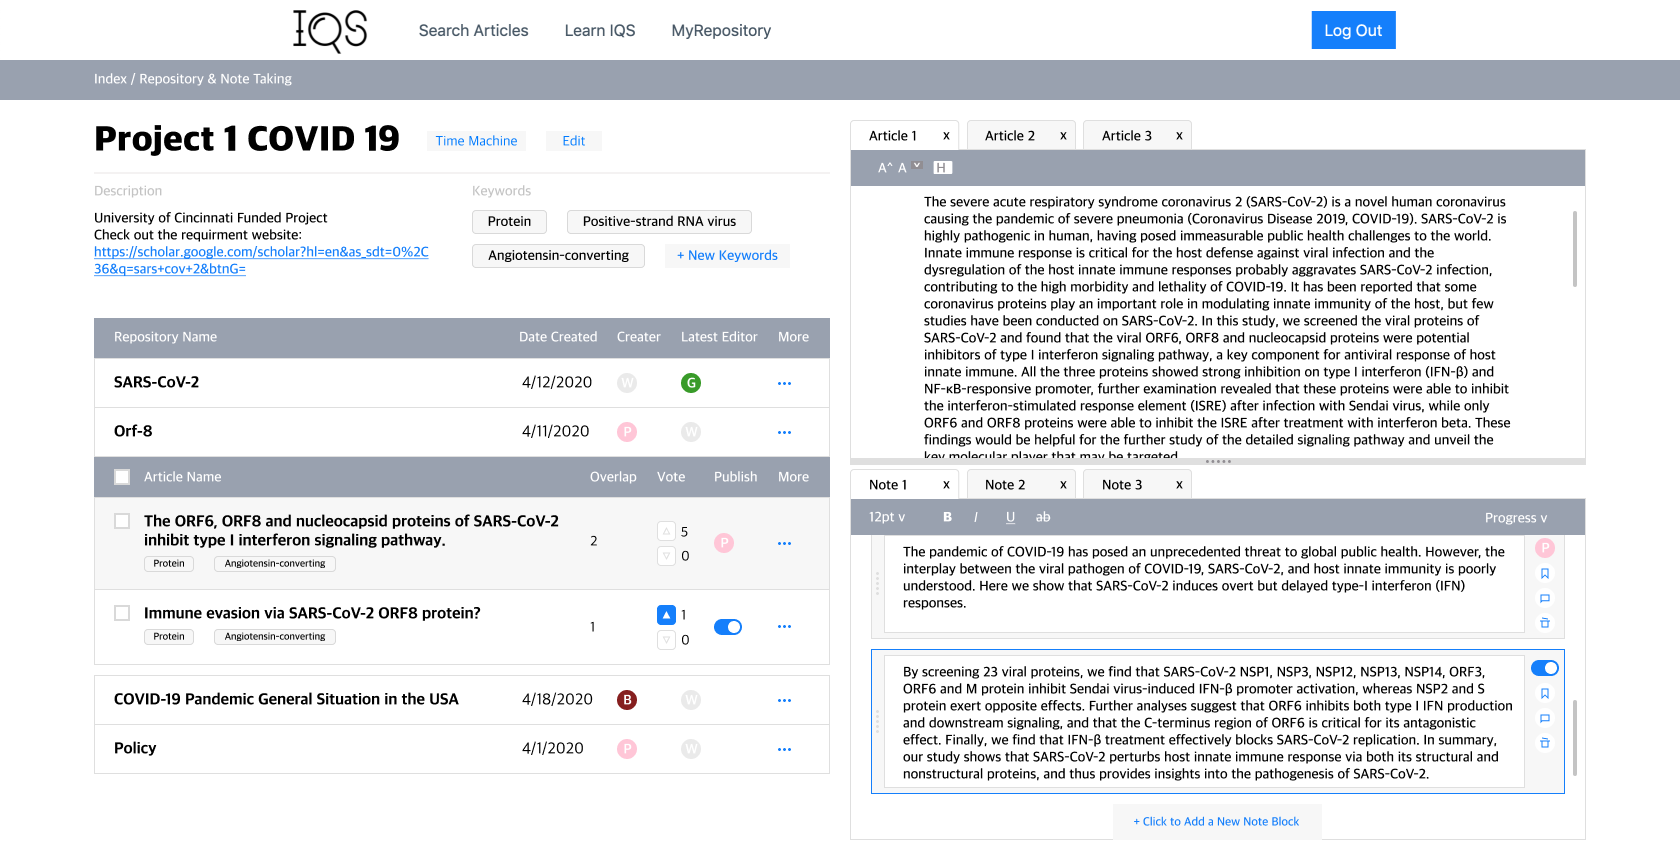 IQS
Search Articles
Learn IQS
MyRepository
Log Out
Index / Repository & Note Taking
Project 1 COVID 19
Time Machine
Edit
Description
University of Cincinnati Funded Project
Check out the requirment website:
https://scholar.google.com/scholar?hl=en&as_sdt=0%2C
36&q=sars+cov+2&btnG=
Keywords
Protein
Positive-strand RNA virus
Angiotensin-converting
+ New Keywords
Repository Name Date Created Creater Latest Editor More
SARS-CoV-2 4/12/2020 W G ...
Orf-8 4/11/2020 P W ...
Article Name Overlap Vote Publish More
The ORF6, ORF8 and nucleocapsid proteins of SARS-CoV-2
inhibit type I interferon signaling pathway.
Protein
Angiotensin-converting
2
5
0
P
...
Immune evasion via SARS-CoV-2 ORF8 protein?
Protein
Angiotensin-converting
1
1
0
...
COVID-19 Pandemic General Situation in the USA 4/18/2020 B W ...
Policy 4/1/2020 P W ...
Article 1 x
Article 2 x
Article 3 x
A^ A ˅ H
The severe acute respiratory syndrome coronavirus 2 (SARS-CoV-2) is a novel human coronavirus
causing the pandemic of severe pneumonia (Coronavirus Disease 2019, COVID-19). SARS-CoV-2 is
highly pathogenic in human, having posed immeasurable public health challenges to the world.
Innate immune response is critical for the host defense against viral infection and the
dysregulation of the host innate immune responses probably aggravates SARS-CoV-2 infection,
contributing to the high morbidity and lethality of COVID-19. It has been reported that some
coronavirus proteins play an important role in modulating innate immunity of the host, but few
studies have been conducted on SARS-CoV-2. In this study, we screened the viral proteins of
SARS-CoV-2 and found that the viral ORF6, ORF8 and nucleocapsid proteins were potential
inhibitors of type I interferon signaling pathway, a key component for antiviral response of host
innate immune. All the three proteins showed strong inhibition on type I interferon (IFN-β) and
NF-κB-responsive promoter, further examination revealed that these proteins were able to inhibit
the interferon-stimulated response element (ISRE) after infection with Sendai virus, while only
ORF6 and ORF8 proteins were able to inhibit the ISRE after treatment with interferon beta. These
findings would be helpful for the further study of the detailed signaling pathway and unveil the
key molecular player that may be targeted.
Note 1 x
Note 2 x
Note 3 x
12pt v B I U ab Progress v
The pandemic of COVID-19 has posed an unprecedented threat to global public health. However, the
interplay between the viral pathogen of COVID-19, SARS-CoV-2, and host innate immunity is poorly
understood. Here we show that SARS-CoV-2 induces overt but delayed type-I interferon (IFN)
responses.
P
By screening 23 viral proteins, we find that SARS-CoV-2 NSP1, NSP3, NSP12, NSP13, NSP14, ORF3,
ORF6 and M protein inhibit Sendai virus-induced IFN-β promoter activation, whereas NSP2 and S
protein exert opposite effects. Further analyses suggest that ORF6 inhibits both type I IFN production
and downstream signaling, and that the C-terminus region of ORF6 is critical for its antagonistic
effect. Finally, we find that IFN-β treatment effectively blocks SARS-CoV-2 replication. In summary,
our study shows that SARS-CoV-2 perturbs host innate immune response via both its structural and
nonstructural proteins, and thus provides insights into the pathogenesis of SARS-CoV-2.
+ Click to Add a New Note Block